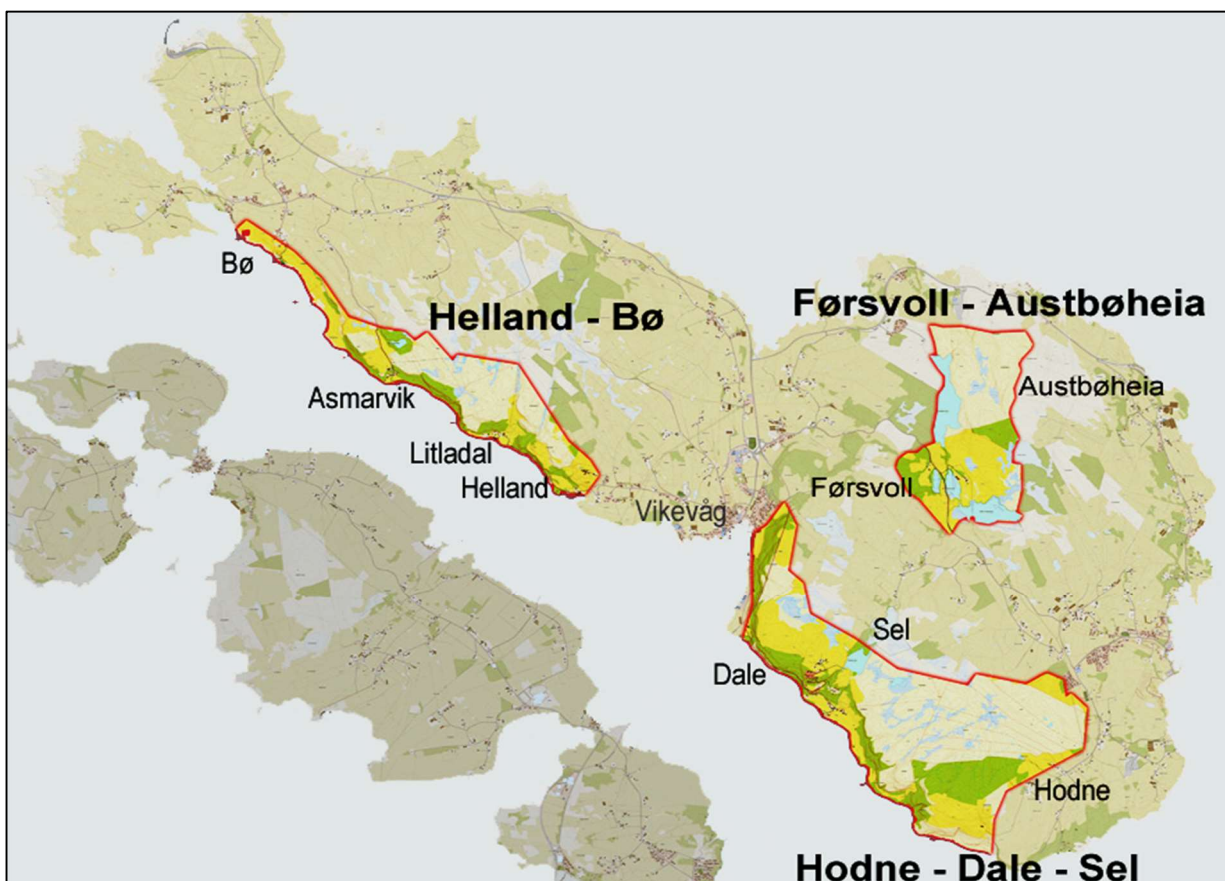 Bø
Helland - Bø
Førsvoll - Austbøheia
Austbøheia
Asmarvik
Litladal
Helland
Førsvoll
Vikevåg
Sel
Dale
Hodne
Hodne - Dale - Sel